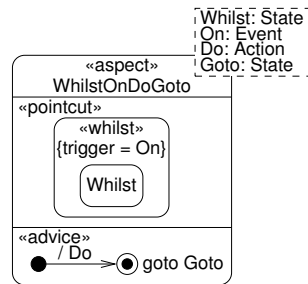 Whilst: State
On: Event
Do: Action
Goto: State
«aspect»
WhilstOnDoGoto
«pointcut»
«whilst»
{trigger = On}
Whilst
«advice»
/ Do
goto Goto